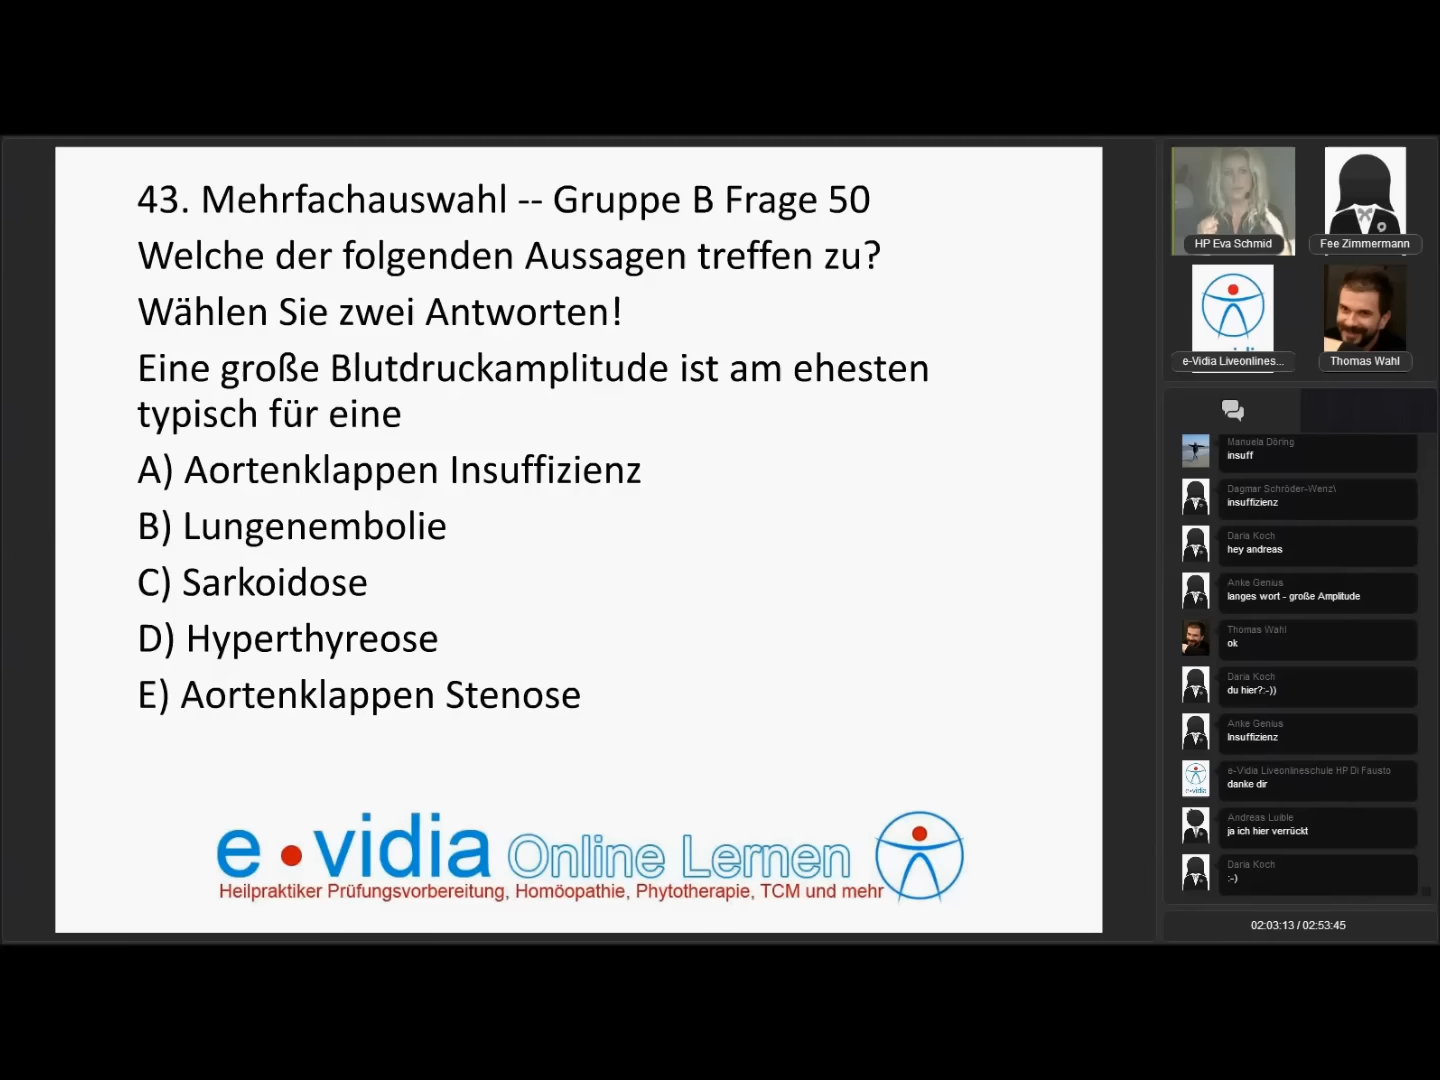 43. Mehrfachauswahl -- Gruppe B Frage 50
Welche der folgenden Aussagen treffen zu?
Wählen Sie zwei Antworten!
Eine große Blutdruckamplitude ist am ehesten
typisch für eine
A) Aortenklappen Insuffizienz
B) Lungenembolie
C) Sarkoidose
D) Hyperthyreose
E) Aortenklappen Stenose
e•vidia Online Lernen
Heilpraktiker Prüfungsvorbereitung, Homöopathie, Phytotherapie, TCM und mehr
HP Eva Schmid
Fee Zimmermann
e-Vidia Liveonlines...
Thomas Wahl
Manuela Döring
insuff
Dagmar Schröder-Wenz\
insuffizienz
Daria Koch
hey andreas
Anke Genius
langes wort - große Amplitude
Thomas Wahl
ok
Daria Koch
du hier?:-))
Anke Genius
Insuffizienz
e-Vidia Liveonlineschule HP Di Fausto
danke dir
Andreas Luible
ja ich hier verrückt
Daria Koch
:-)
02:03:13 / 02:53:45